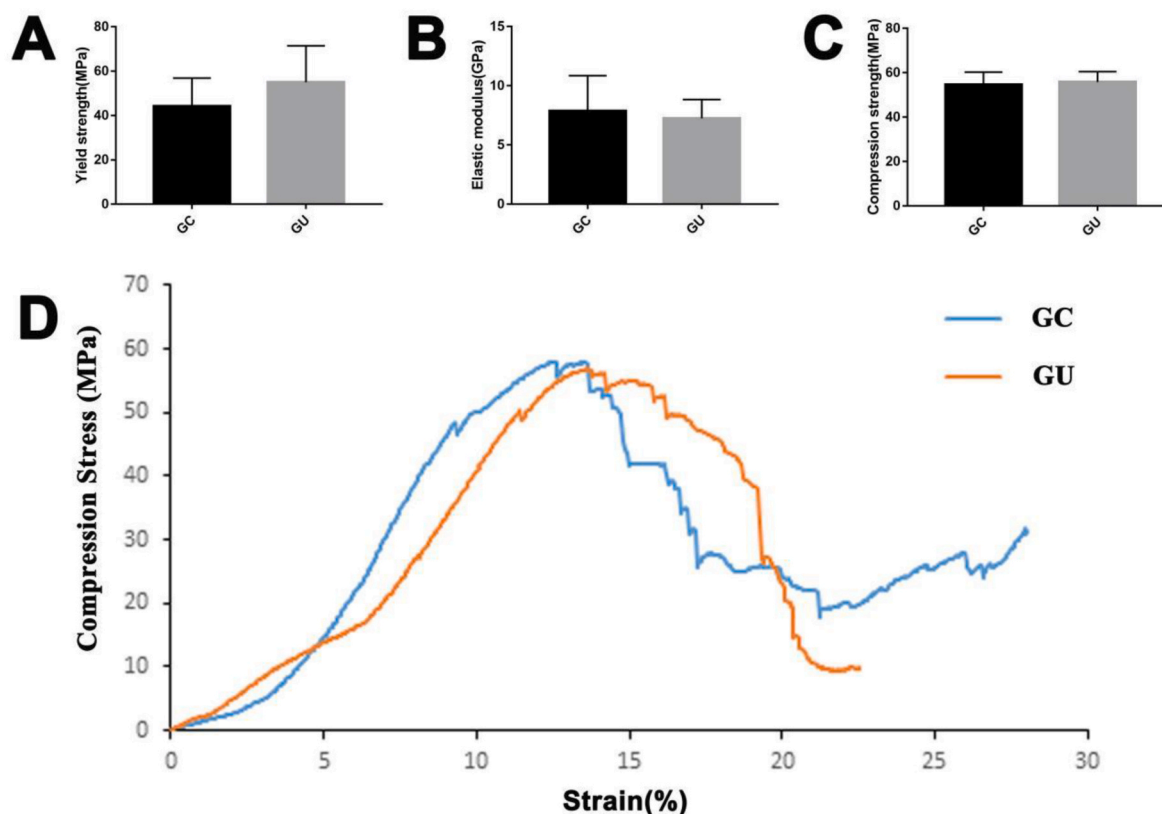 A
Yield strength(MPa)
80
60
40
20
0
GC
GU
B
Elastic modulus(GPa)
15
10
5
0
GC
GU
C
Compression strength(MPa)
80
60
40
20
0
GC
GU
D
Compression Stress (MPa)
70
60
50
40
30
20
10
0
0 5 10 15 20 25 30
Strain(%)
GC
GU